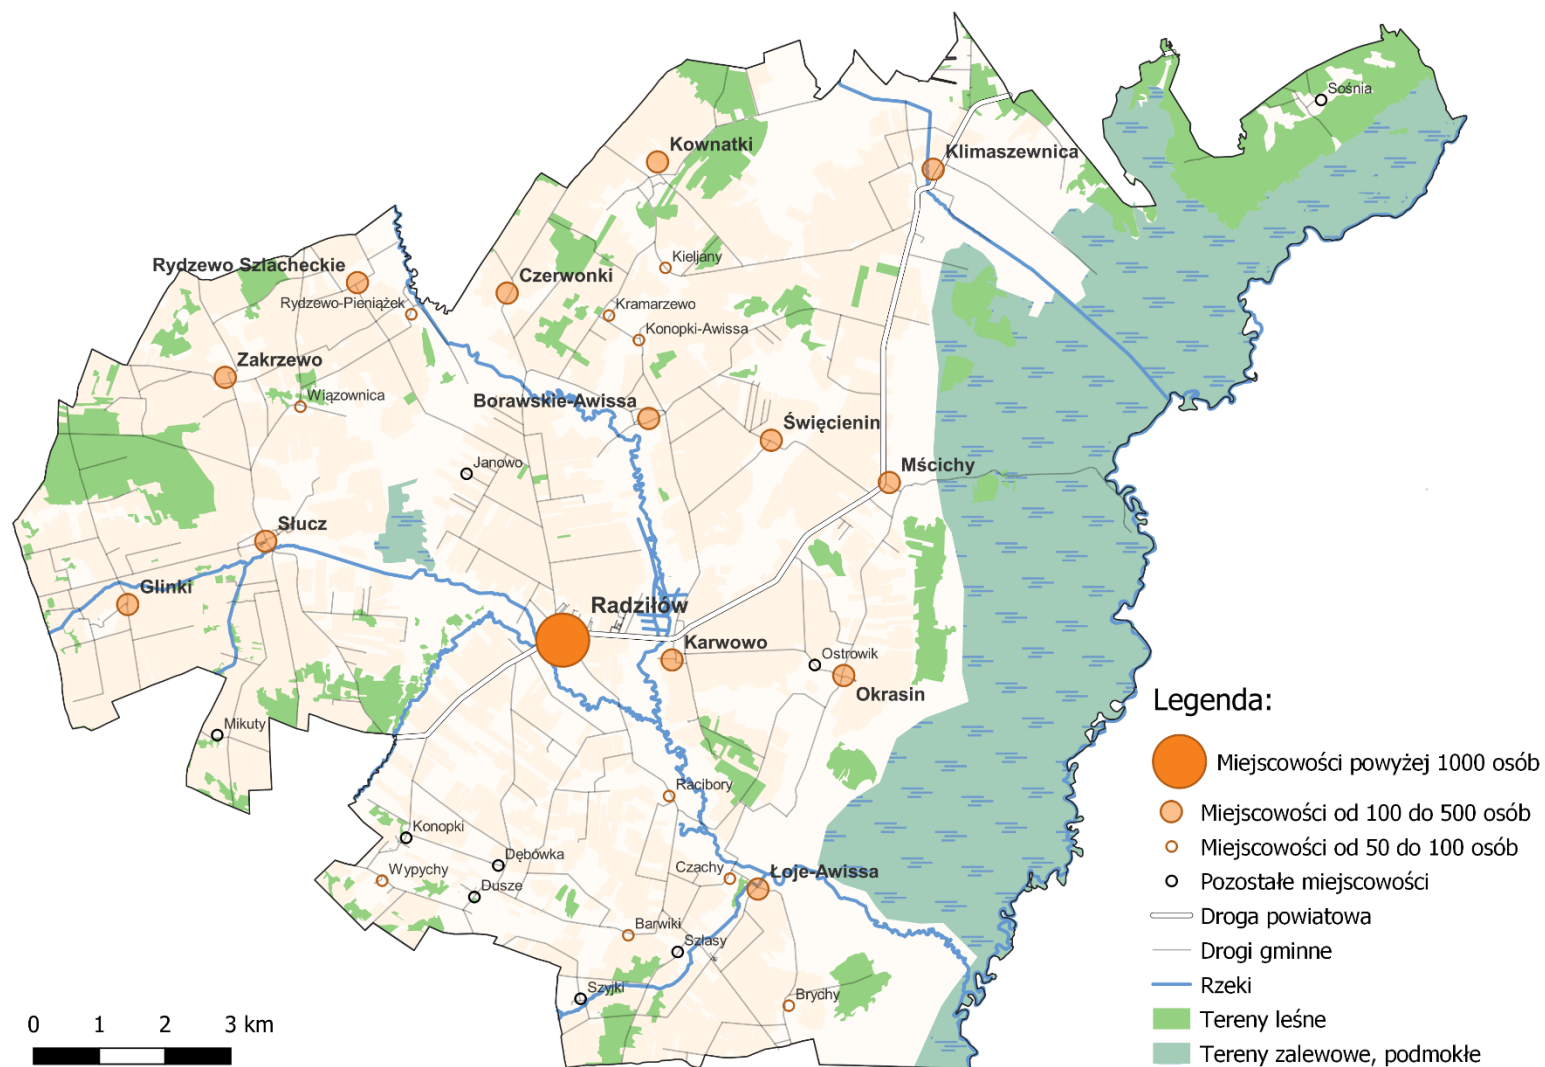 Sośnia
Kownatki
Klimaszewnica
Kieljany
Rydzewo Szlacheckie
Czerwonki
Rydzewo-Pieniążek
Kramarzewo
Konopki-Awissa
Zakrzewo
Wiązownica
Borawskie-Awissa
Święcienin
Janowo
Mścichy
Słucz
Glinki
Radziłów
Karwowo
Ostrowik
Okrasin
Mikuty
Racibory
Konopki
Dębówka
Wypychy
Dusze
Czachy
Łoje-Awissa
Barwiki
Szlasy
Szyjki
Brychy
Legenda:
Miejscowości powyżej 1000 osób
Miejscowości od 100 do 500 osób
Miejscowości od 50 do 100 osób
Pozostałe miejscowości
Droga powiatowa
Drogi gminne
Rzeki
Tereny leśne
Tereny zalewowe, podmokłe
0 1 2 3 km